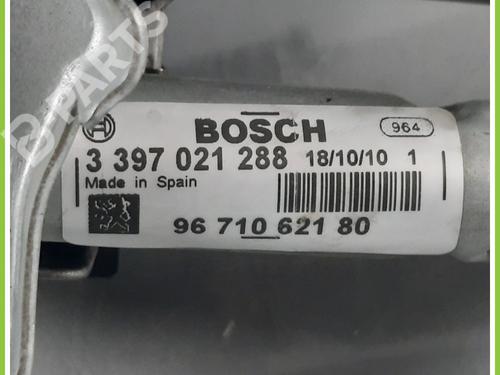 B PARTS
BOSCH
964
3 397 021 288 18/10/10 1
Made in Spain
96 710 621 80